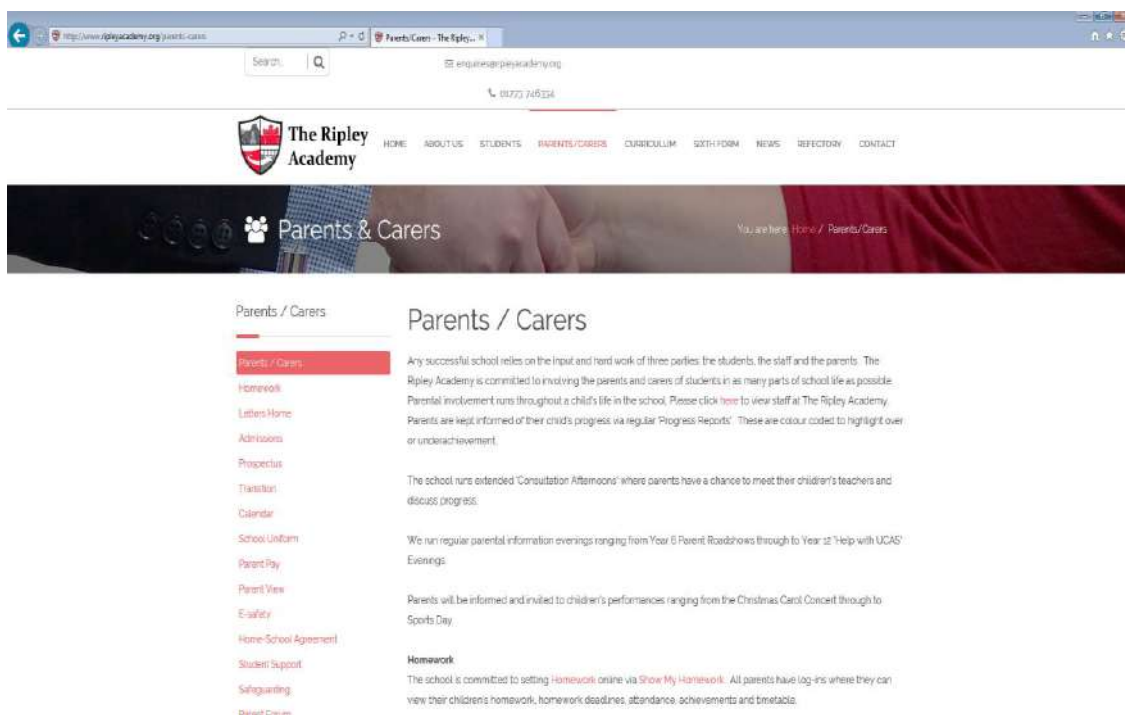 http://www.ripleyacademy.org/parents-carers
Parents/Carers - The Ripley...
Search...
enquiries@ripleyacademy.org
01773 746334
The Ripley
Academy
HOME ABOUT US STUDENTS PARENTS/CARERS CURRICULUM SIXTH FORM NEWS REFECTORY CONTACT
Parents & Carers
You are here: Home / Parents/Carers
Parents / Carers
Parents / Carers
Homework
Letters Home
Admissions
Prospectus
Transition
Calendar
School Uniform
Parent Pay
Parent View
E-safety
Home-School Agreement
Student Support
Safeguarding
Parent Forum
Parents / Carers
Any successful school relies on the input and hard work of three parties: the students, the staff and the parents. The
Ripley Academy is committed to involving the parents and carers of students in as many parts of school life as possible.
Parental involvement runs throughout a child's life in the school. Please click here to view staff at The Ripley Academy.
Parents are kept informed of their child's progress via regular 'Progress Reports'. These are colour coded to highlight over
or underachievement.
The school runs extended 'Consultation Afternoons' where parents have a chance to meet their children's teachers and
discuss progress.
We run regular parental information evenings ranging from Year 6 Parent Roadshows through to Year 12 'Help with UCAS'
Evenings.
Parents will be informed and invited to children's performances ranging from the Christmas Carol Concert through to
Sports Day.
Homework
The school is committed to setting Homework online via Show My Homework. All parents have log-ins where they can
view their children's homework, homework deadlines, attendance, achievements and timetable.